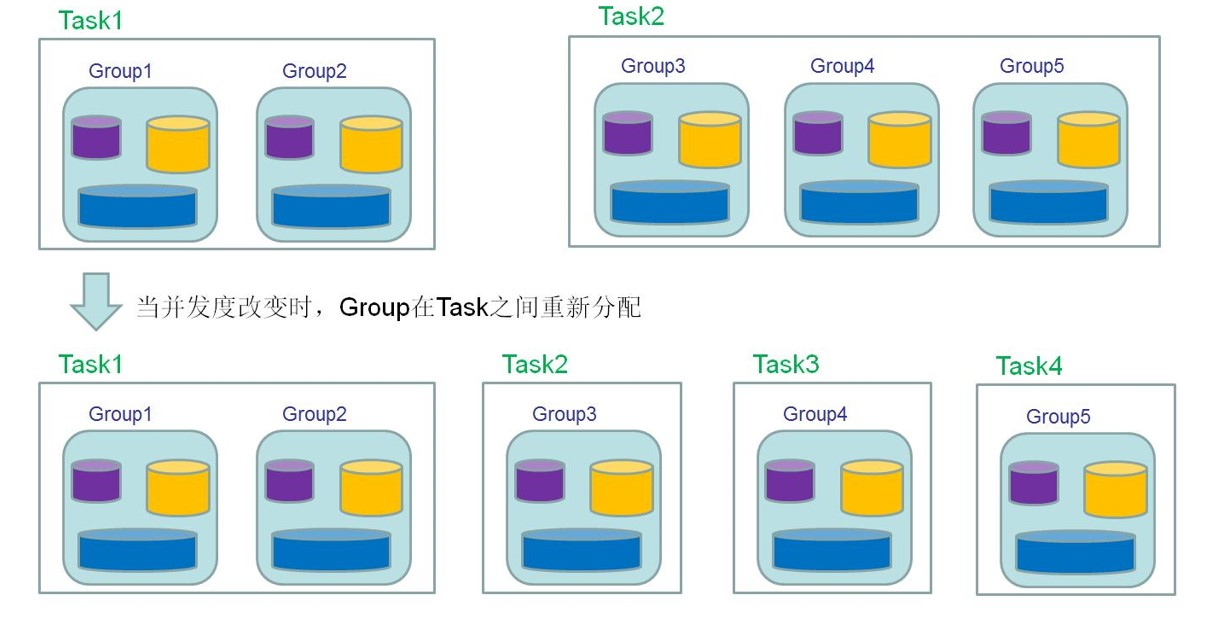 Task1
Task2
Group1
Group2
Group3
Group4
Group5
当并发度改变时，Group在Task之间重新分配
Task1
Task2
Task3
Task4
Group1
Group2
Group3
Group4
Group5